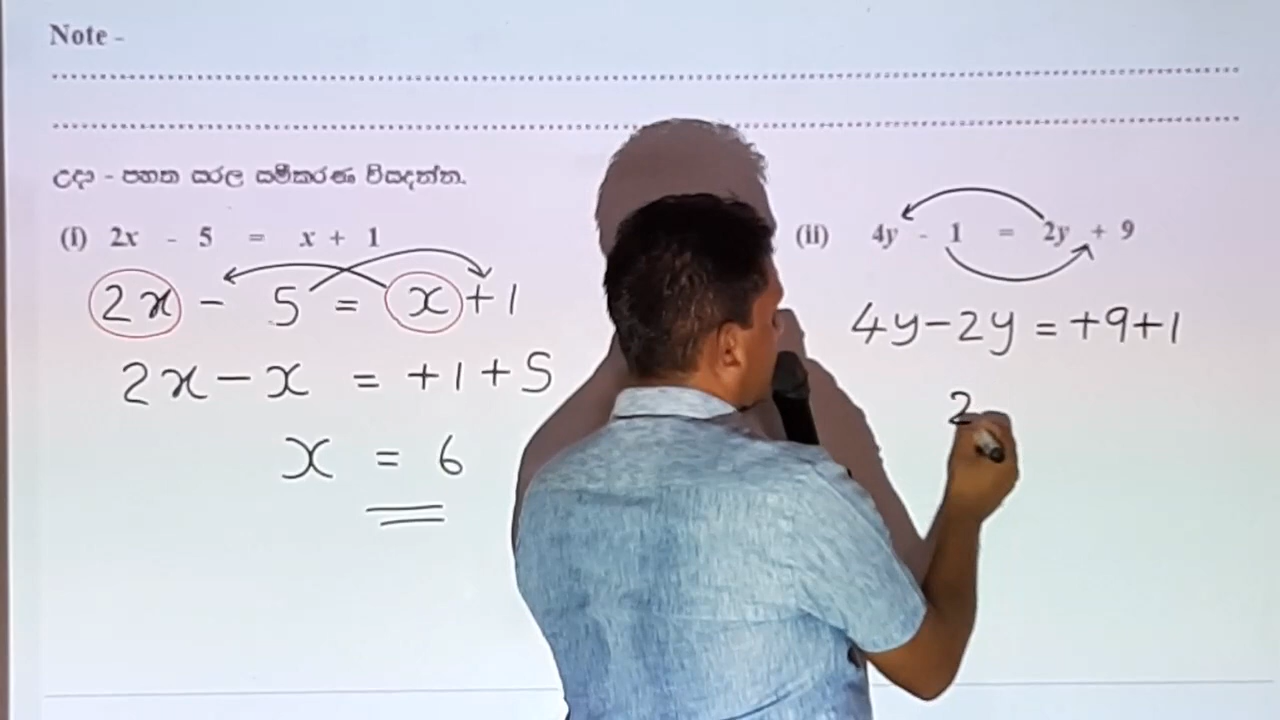 Note -
උදා - පහත සරල සමීකරණ විසඳන්න.
(i) 2x - 5 = x + 1
2x - 5 = x + 1
2x - x = +1 + 5
x = 6
(ii) 4y - 1 = 2y + 9
4y - 2y = +9 + 1
2